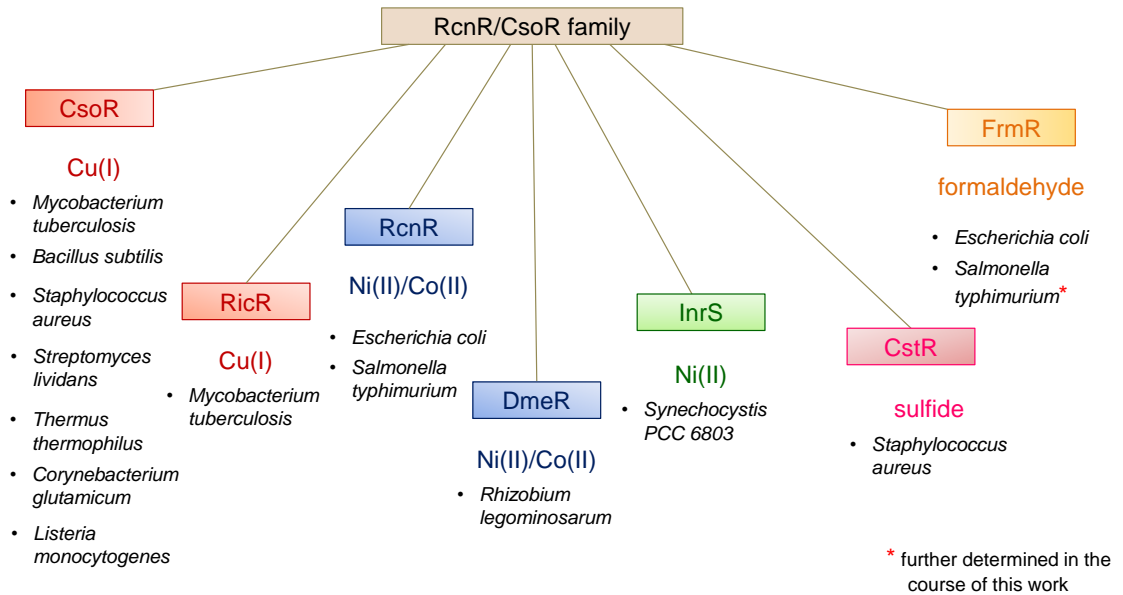 RcnR/CsoR family
CsoR
Cu(I)
• Mycobacterium
tuberculosis
• Bacillus subtilis
• Staphylococcus
aureus
• Streptomyces
lividans
• Thermus
thermophilus
• Corynebacterium
glutamicum
• Listeria
monocytogenes
RicR
Cu(I)
• Mycobacterium
tuberculosis
RcnR
Ni(II)/Co(II)
• Escherichia coli
• Salmonella
typhimurium
DmeR
Ni(II)/Co(II)
• Rhizobium
legominosarum
InrS
Ni(II)
• Synechocystis
PCC 6803
CstR
sulfide
• Staphylococcus
aureus
FrmR
formaldehyde
• Escherichia coli
• Salmonella
typhimurium*
* further determined in the
course of this work